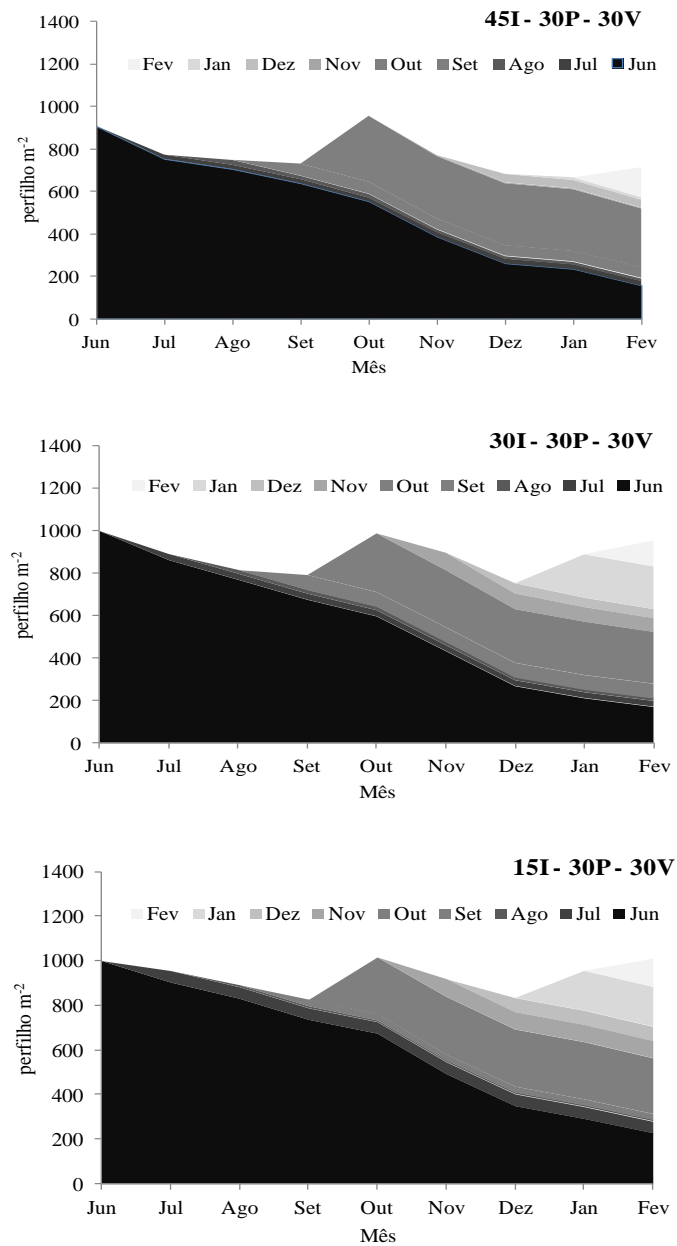 45I - 30P - 30V
1400
Fev Jan Dez Nov Out Set Ago Jul Jun
1200
1000
800
600
400
200
0
perfilho m-2
Jun Jul Ago Set Out Nov Dez Jan Fev
Mês
30I - 30P - 30V
1400
Fev Jan Dez Nov Out Set Ago Jul Jun
1200
1000
800
600
400
200
0
perfilho m-2
Jun Jul Ago Set Out Nov Dez Jan Fev
Mês
15I - 30P - 30V
1400
Fev Jan Dez Nov Out Set Ago Jul Jun
1200
1000
800
600
400
200
0
perfilho m-2
Jun Jul Ago Set Out Nov Dez Jan Fev
Mês